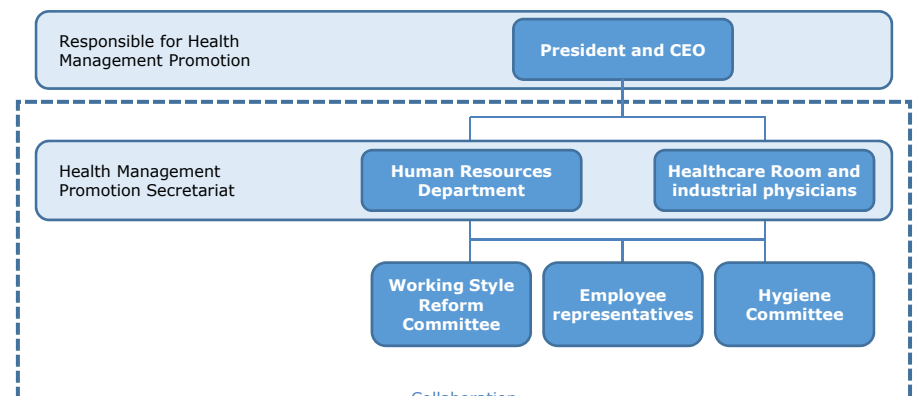 Responsible for Health
Management Promotion
President and CEO
Health Management
Promotion Secretariat
Human Resources
Department
Healthcare Room and
industrial physicians
Working Style
Reform
Committee
Employee
representatives
Hygiene
Committee
Collaboration